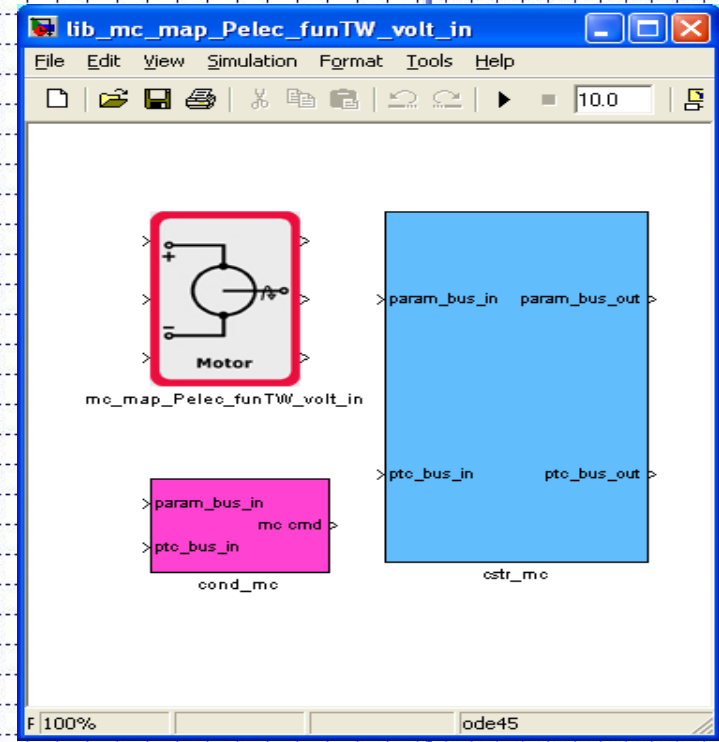 lib_mc_map_Pelec_funTW_volt_in
File Edit View Simulation Format Tools Help
10.0
+
Motor
mc_map_Pelec_funTW_volt_in
param_bus_in param_bus_out
ptc_bus_in ptc_bus_out
cstr_mc
param_bus_in
mc cmd
ptc_bus_in
cond_mc
F 100% ode45